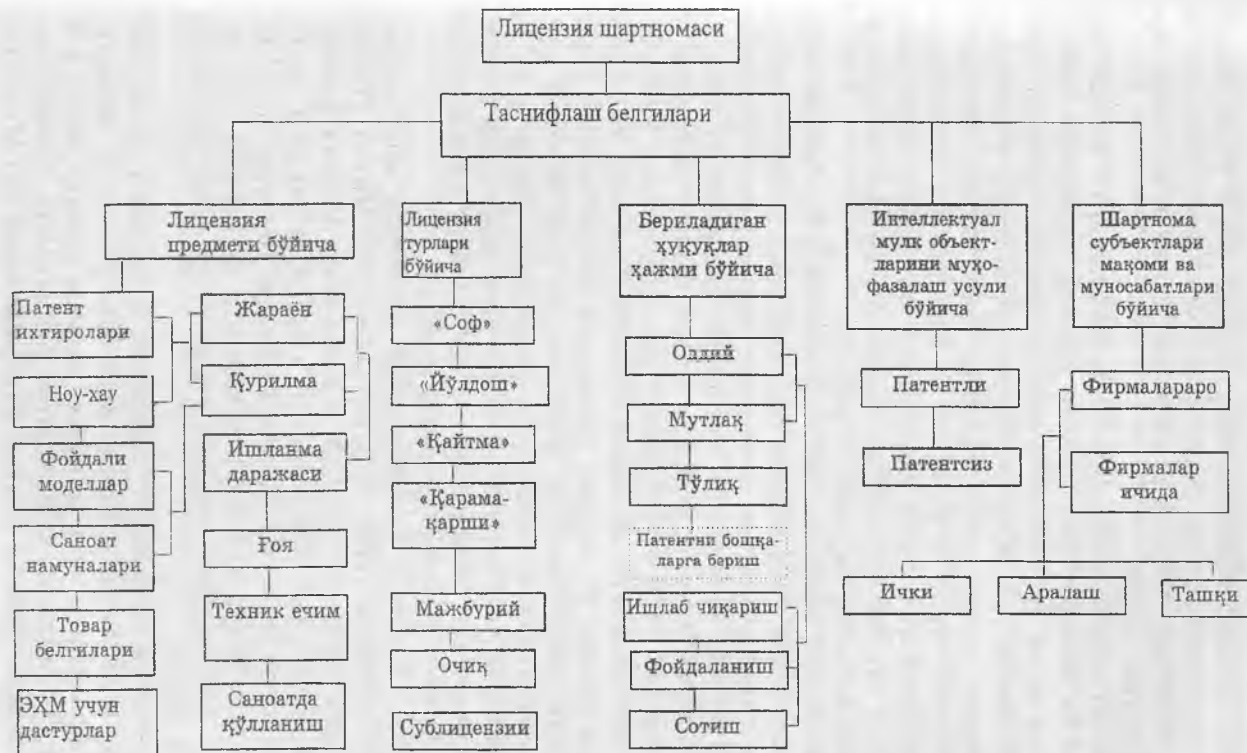 Лицензия шартномаси
Таснифлаш белгилари
Лицензия
предмети бўйича
Патент
ихтиролари
Ноу-хау
Фойдали
моделлар
Саноат
намуналари
Товар
белгилари
ЭҲМ учун
дастурлар
Жараён
Қурилма
Ишланма
даражаси
Ғоя
Техник ечим
Саноатда
қўлланиш
Лицензия
турлари
бўйича
«Соф»
«Йўлдош»
«Қайтма»
«Қарама-
қарши»
Мажбурий
Очиқ
Сублицензии
Бериладиган
ҳуқуқлар
ҳажми бўйича
Оддий
Мутлақ
Тўлиқ
Патентни бошқа-
ларга бериш
Ишлаб чиқариш
Фойдаланиш
Сотиш
Интеллектуал
мулк объект-
ларини муҳо-
фазалаш усули
бўйича
Патентли
Патентсиз
Шартнома
субъектлари
мақоми ва
муносабатлари
бўйича
Фирмалараро
Фирмалар
ичида
Ички
Аралаш
Ташқи